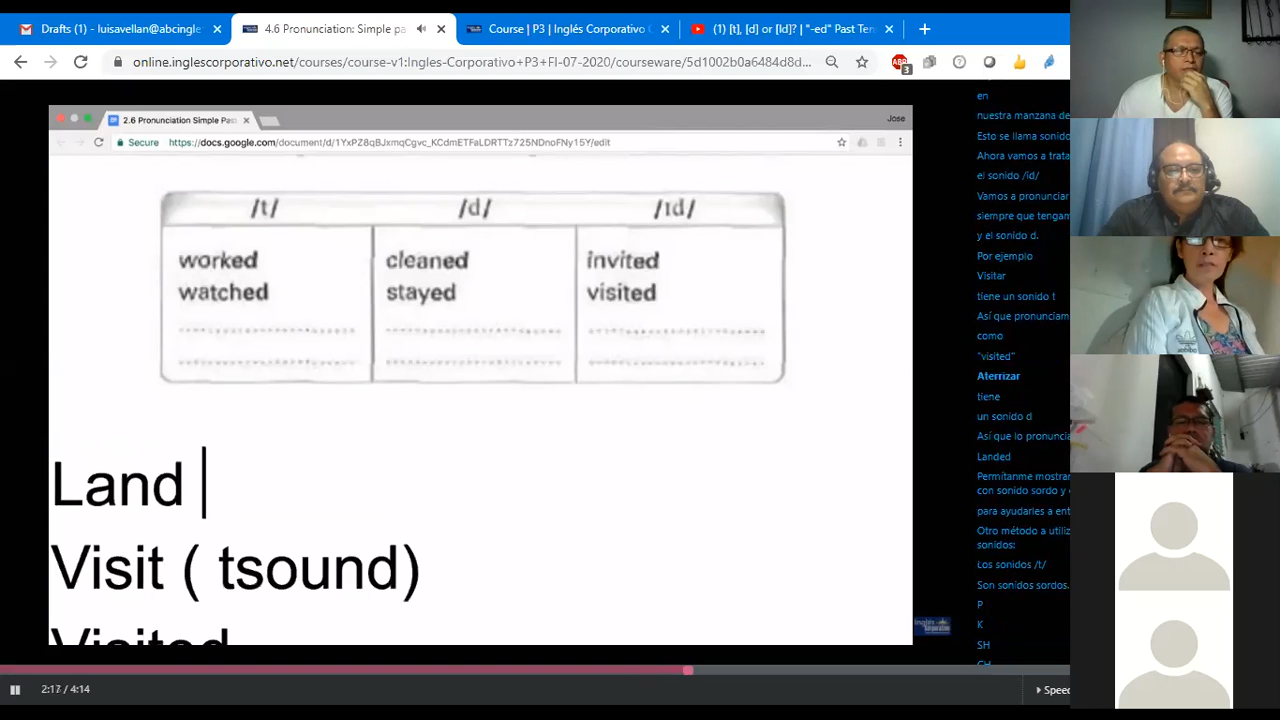 Drafts (1) - luisavellan@abcingle
4.6 Pronunciation: Simple pa
Course | P3 | Inglés Corporativo
(1) [t], [d] or [Id]? | "-ed" Past Ten
online.inglescorporativo.net/courses/course-v1:Ingles-Corporativo+P3+FI-07-2020/courseware/5d1002b0a6484d8d...
ABP
3
2.6 Pronunciation Simple Pas
Jose
Secure
https://docs.google.com/document/d/1YxPZ8qBJxmqCgvc_KCdmETFaLDRTTz725NDnoFNy15Y/edit
/t/ /d/ /ɪd/
worked cleaned invited
watched stayed visited
Land
Visit ( tsound)
Visited
en
nuestra manzana de
Esto se llama sonido
Ahora vamos a trata
el sonido /id/
Vamos a pronunciar
siempre que tengam
y el sonido d.
Por ejemplo
Visitar
tiene un sonido t
Así que pronunciam
como
"visited"
Aterrizar
tiene
un sonido d
Así que lo pronuncia
Landed
Permítanme mostrar
con sonido sordo y
para ayudarles a ent
Otro método a utiliz
sonidos:
Los sonidos /t/
Son sonidos sordos.
P
K
SH
CH
2:17 / 4:14
Speed